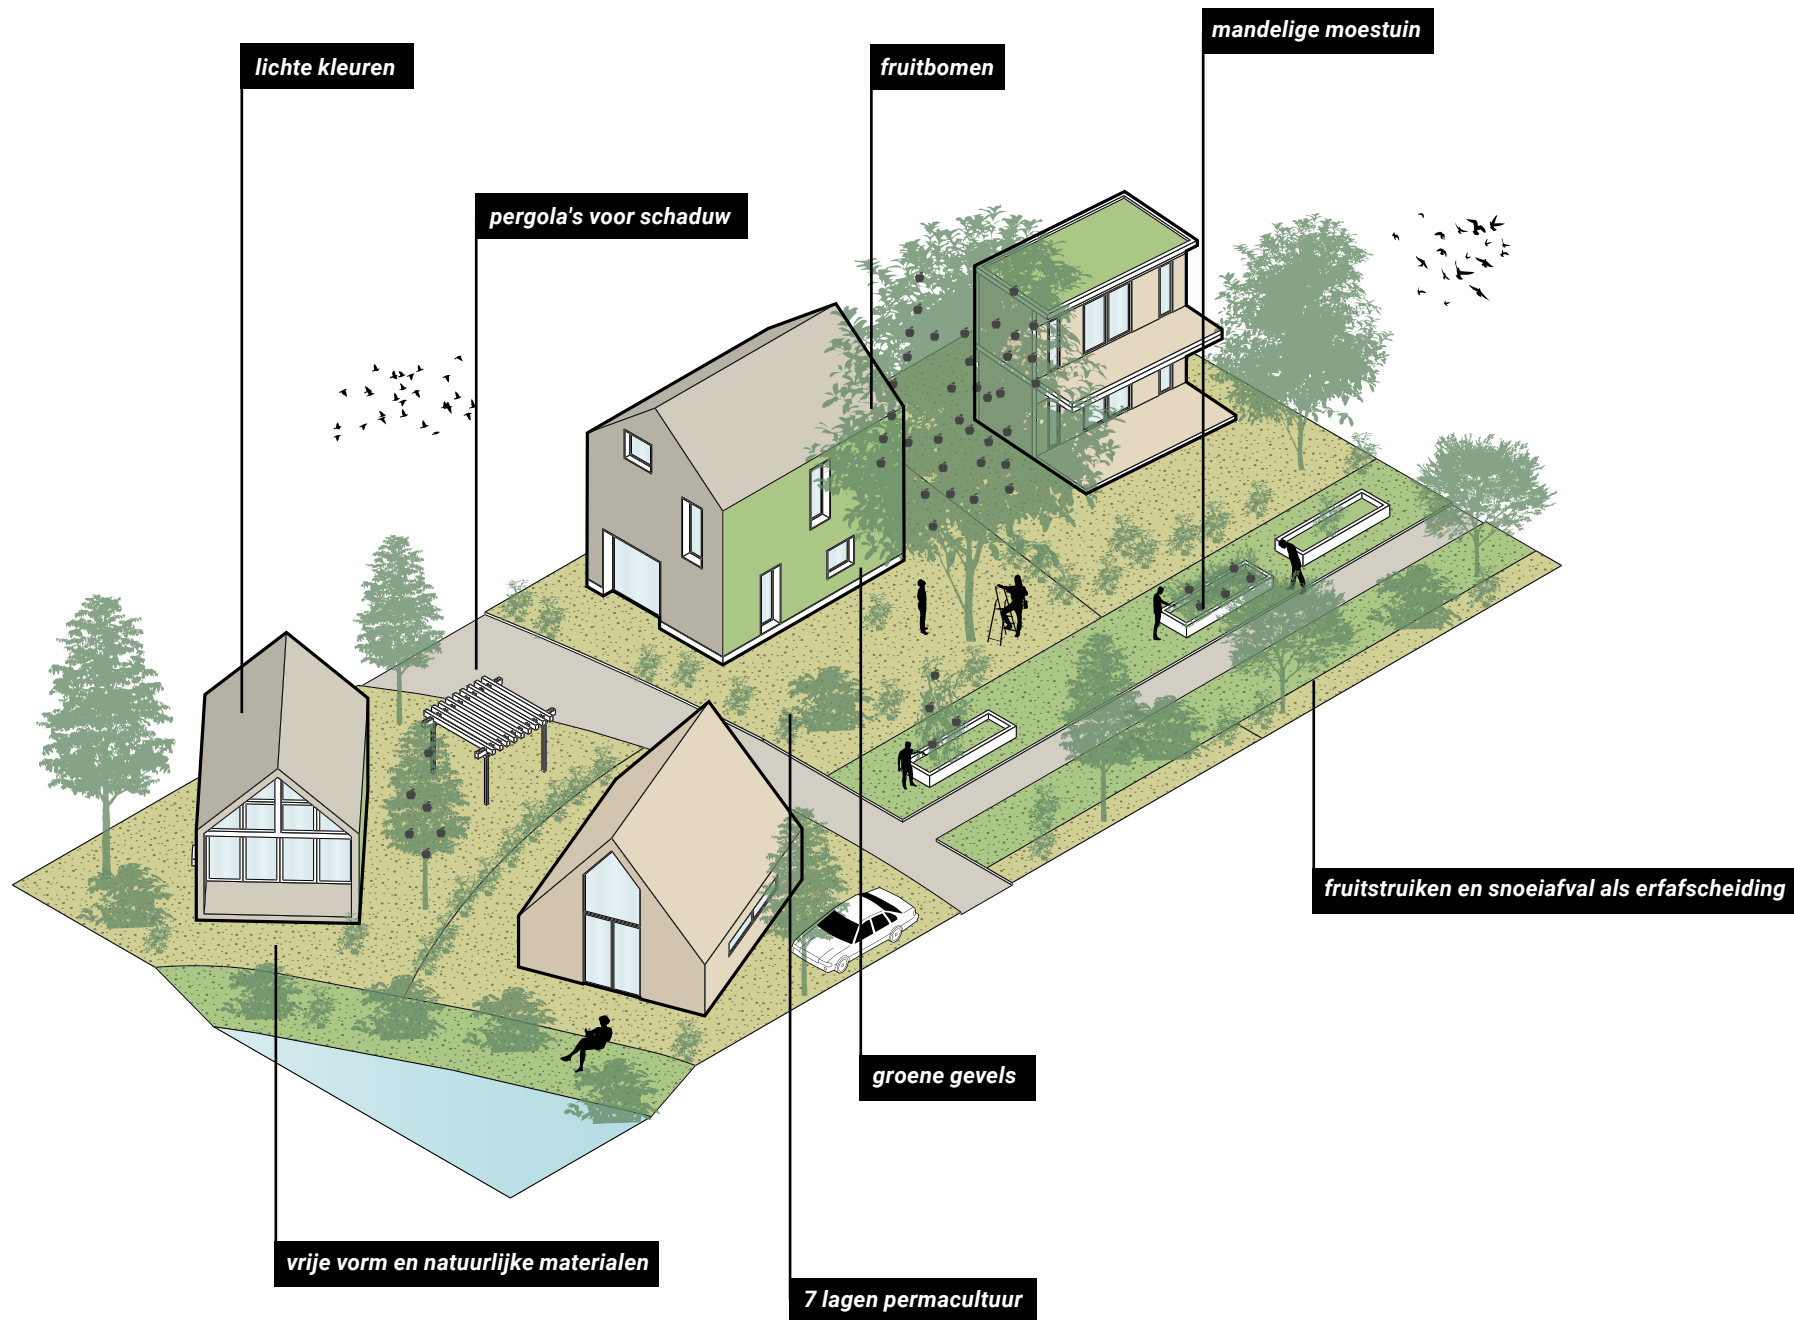 mandelige moestuin
lichte kleuren
fruitbomen
pergola's voor schaduw
fruitstruiken en snoeiafval als erfafscheiding
groene gevels
vrije vorm en natuurlijke materialen
7 lagen permacultuur